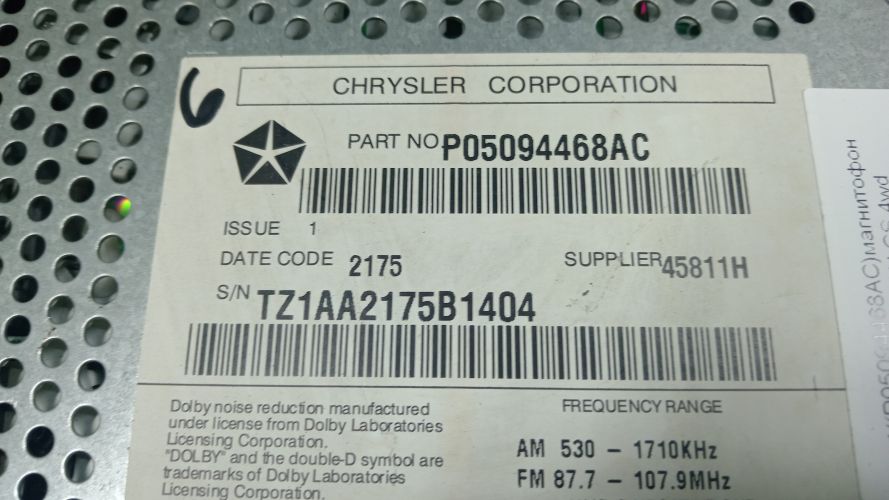 6
CHRYSLER CORPORATION
PART NO P05094468AC
ISSUE 1
DATE CODE 2175
SUPPLIER 45811H
S/N TZ1AA2175B1404
Dolby noise reduction manufactured
under license from Dolby Laboratories
Licensing Corporation.
"DOLBY" and the double-D symbol are
trademarks of Dolby Laboratories
Licensing Corporation.
FREQUENCY RANGE
AM 530 - 1710KHz
FM 87.7 - 107.9MHz
68AC)магнитофон
4wd